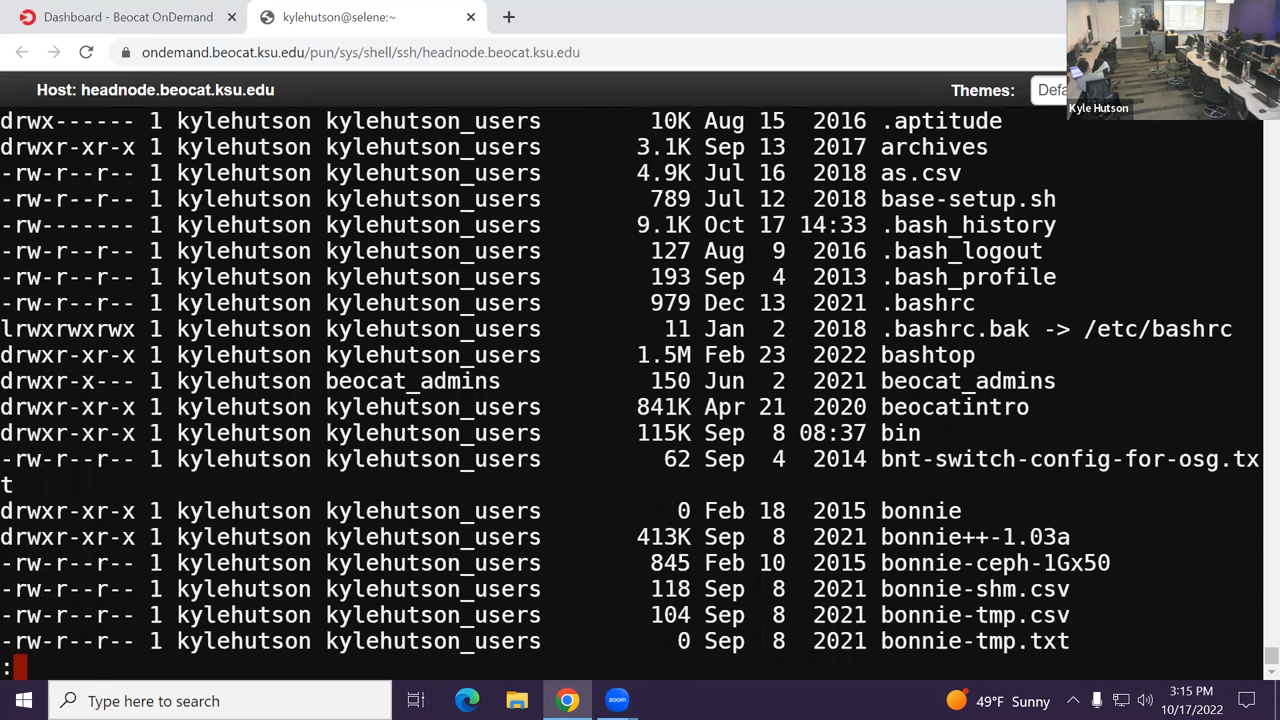 Dashboard - Beocat OnDemand
kylehutson@selene:~
ondemand.beocat.ksu.edu/pun/sys/shell/ssh/headnode.beocat.ksu.edu
Host: headnode.beocat.ksu.edu
Themes:
Defa
Kyle Hutson
drwx------ 1 kylehutson kylehutson_users 10K Aug 15 2016 .aptitude
drwxr-xr-x 1 kylehutson kylehutson_users 3.1K Sep 13 2017 archives
-rw-r--r-- 1 kylehutson kylehutson_users 4.9K Jul 16 2018 as.csv
-rw-r--r-- 1 kylehutson kylehutson_users 789 Jul 12 2018 base-setup.sh
-rw------- 1 kylehutson kylehutson_users 9.1K Oct 17 14:33 .bash_history
-rw-r--r-- 1 kylehutson kylehutson_users 127 Aug 9 2016 .bash_logout
-rw-r--r-- 1 kylehutson kylehutson_users 193 Sep 4 2013 .bash_profile
-rw-r--r-- 1 kylehutson kylehutson_users 979 Dec 13 2021 .bashrc
lrwxrwxrwx 1 kylehutson kylehutson_users 11 Jan 2 2018 .bashrc.bak -> /etc/bashrc
drwxr-xr-x 1 kylehutson kylehutson_users 1.5M Feb 23 2022 bashtop
drwxr-x--- 1 kylehutson beocat_admins 150 Jun 2 2021 beocat_admins
drwxr-xr-x 1 kylehutson kylehutson_users 841K Apr 21 2020 beocatintro
drwxr-xr-x 1 kylehutson kylehutson_users 115K Sep 8 08:37 bin
-rw-r--r-- 1 kylehutson kylehutson_users 62 Sep 4 2014 bnt-switch-config-for-osg.tx
t
drwxr-xr-x 1 kylehutson kylehutson_users 0 Feb 18 2015 bonnie
drwxr-xr-x 1 kylehutson kylehutson_users 413K Sep 8 2021 bonnie++-1.03a
-rw-r--r-- 1 kylehutson kylehutson_users 845 Feb 10 2015 bonnie-ceph-1Gx50
-rw-r--r-- 1 kylehutson kylehutson_users 118 Sep 8 2021 bonnie-shm.csv
-rw-r--r-- 1 kylehutson kylehutson_users 104 Sep 8 2021 bonnie-tmp.csv
-rw-r--r-- 1 kylehutson kylehutson_users 0 Sep 8 2021 bonnie-tmp.txt
:
Type here to search
zoom
49°F Sunny
3:15 PM
10/17/2022